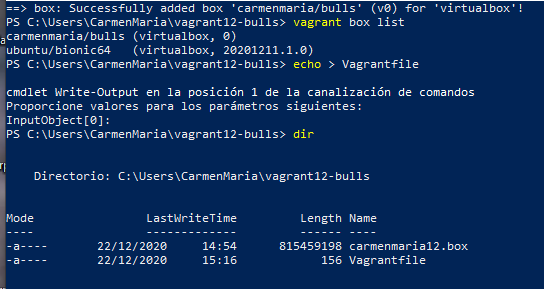 ==> box: Successfully added box 'carmenmaria/bulls' (v0) for 'virtualbox'!
PS C:\Users\CarmenMaria\vagrant12-bulls> vagrant box list
carmenmaria/bulls (virtualbox, 0)
ubuntu/bionic64   (virtualbox, 20201211.1.0)
PS C:\Users\CarmenMaria\vagrant12-bulls> echo > Vagrantfile
cmdlet Write-Output en la posición 1 de la canalización de comandos
Proporcione valores para los parámetros siguientes:
InputObject[0]:
PS C:\Users\CarmenMaria\vagrant12-bulls> dir
Directorio: C:\Users\CarmenMaria\vagrant12-bulls
Mode                LastWriteTime         Length Name
----                -------------         ------ ----
-a----       22/12/2020     14:54      815459198 carmenmaria12.box
-a----       22/12/2020     15:16            156 Vagrantfile